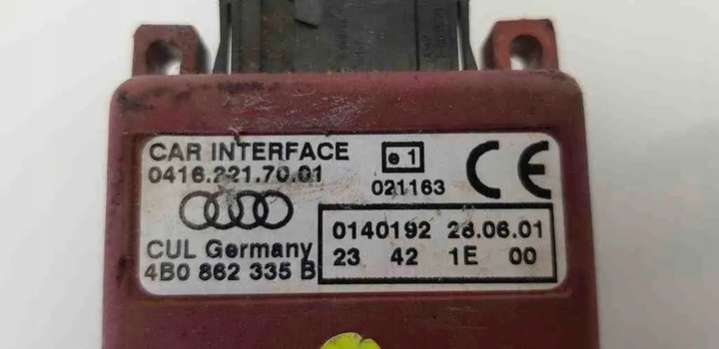 CAR INTERFACE
0416.221.70.01
e 1
021163
CE
CUL Germany
4B0 862 335 B
0140192 28.06.01
23 42 1E 00